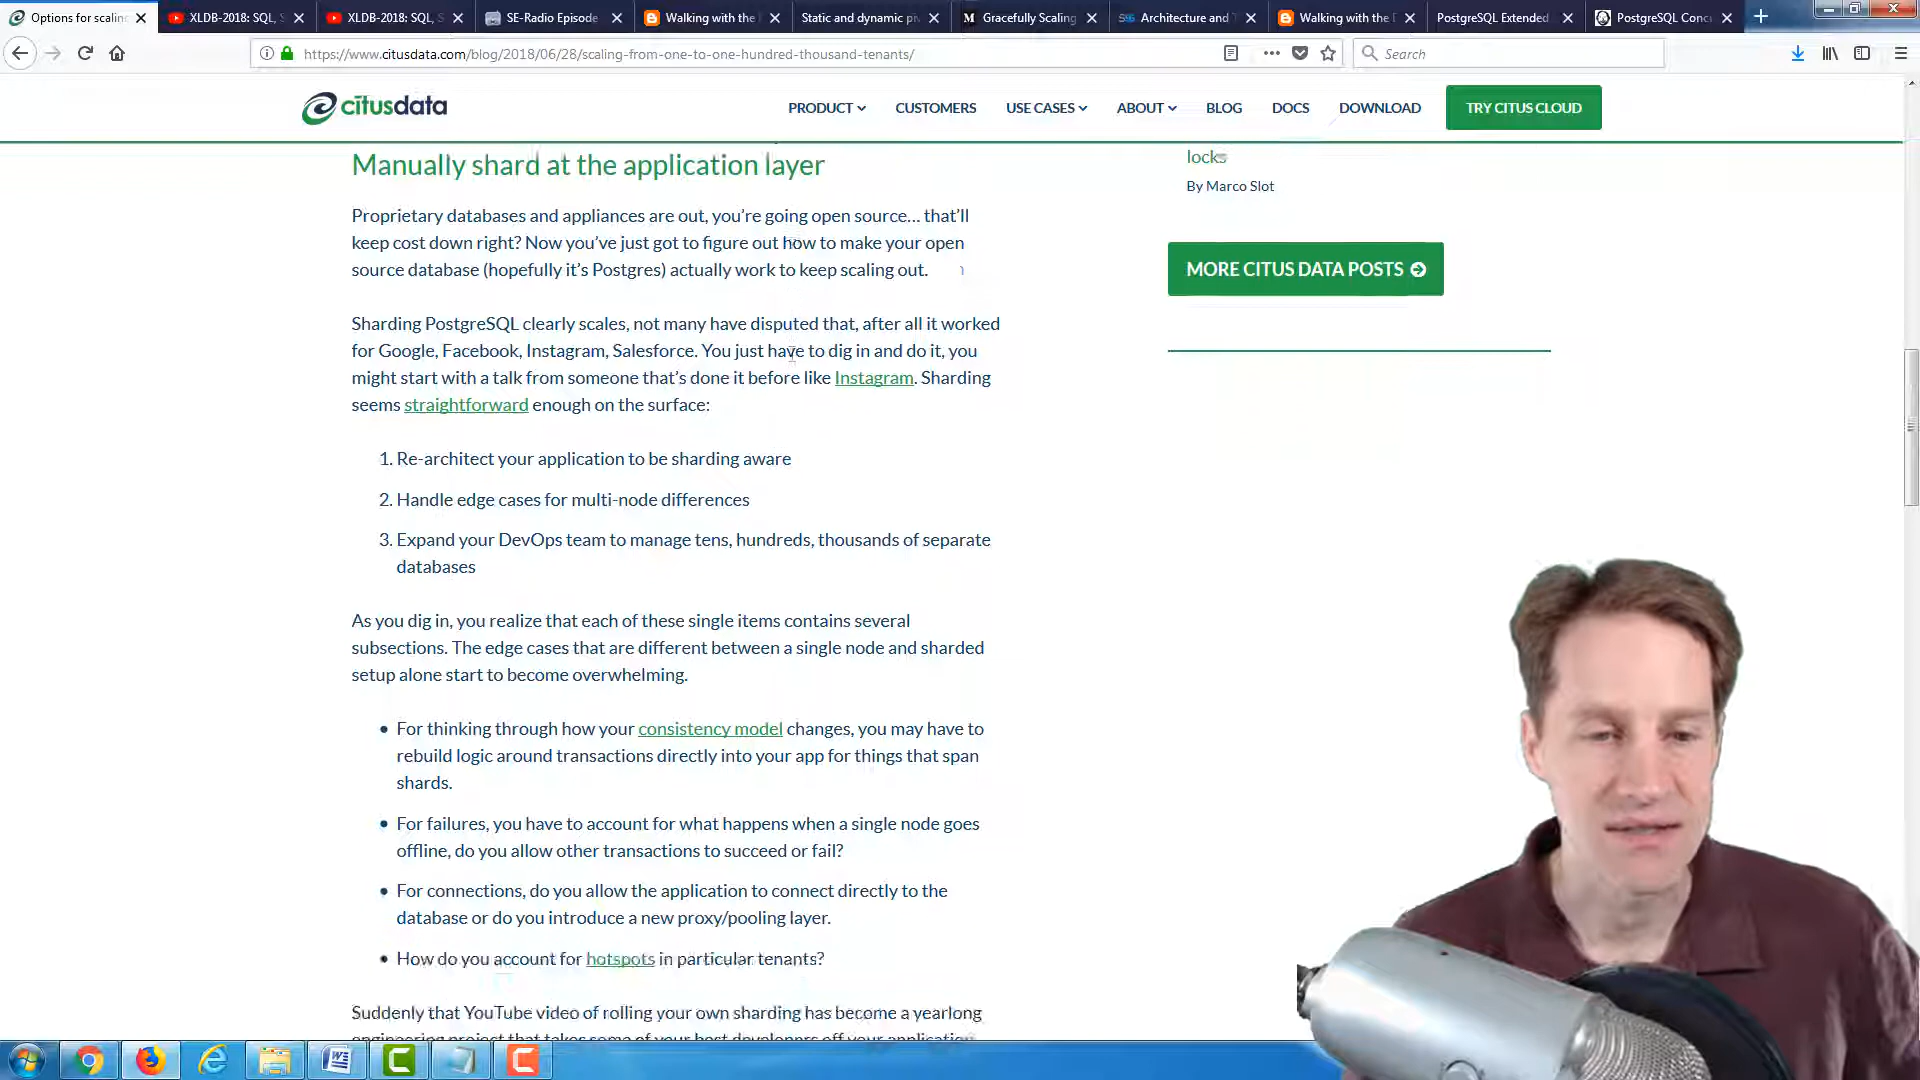 Options for scalin
XLDB-2018: SQL, S
XLDB-2018: SQL, S
SE-Radio Episode
Walking with the
Static and dynamic pi
Gracefully Scaling
Architecture and T
Walking with the
PostgreSQL Extended
PostgreSQL Conc
https://www.citusdata.com/blog/2018/06/28/scaling-from-one-to-one-hundred-thousand-tenants/
Search
citusdata
PRODUCT
CUSTOMERS
USE CASES
ABOUT
BLOG
DOCS
DOWNLOAD
TRY CITUS CLOUD
Manually shard at the application layer
Proprietary databases and appliances are out, you’re going open source… that’ll
keep cost down right? Now you’ve just got to figure out how to make your open
source database (hopefully it’s Postgres) actually work to keep scaling out.
Sharding PostgreSQL clearly scales, not many have disputed that, after all it worked
for Google, Facebook, Instagram, Salesforce. You just have to dig in and do it, you
might start with a talk from someone that’s done it before like Instagram. Sharding
seems straightforward enough on the surface:
1. Re-architect your application to be sharding aware
2. Handle edge cases for multi-node differences
3. Expand your DevOps team to manage tens, hundreds, thousands of separate
databases
As you dig in, you realize that each of these single items contains several
subsections. The edge cases that are different between a single node and sharded
setup alone start to become overwhelming.
• For thinking through how your consistency model changes, you may have to
rebuild logic around transactions directly into your app for things that span
shards.
• For failures, you have to account for what happens when a single node goes
offline, do you allow other transactions to succeed or fail?
• For connections, do you allow the application to connect directly to the
database or do you introduce a new proxy/pooling layer.
• How do you account for hotspots in particular tenants?
Suddenly that YouTube video of rolling your own sharding has become a yearlong
engineering project that takes some of your best developers off your application
locks
By Marco Slot
MORE CITUS DATA POSTS